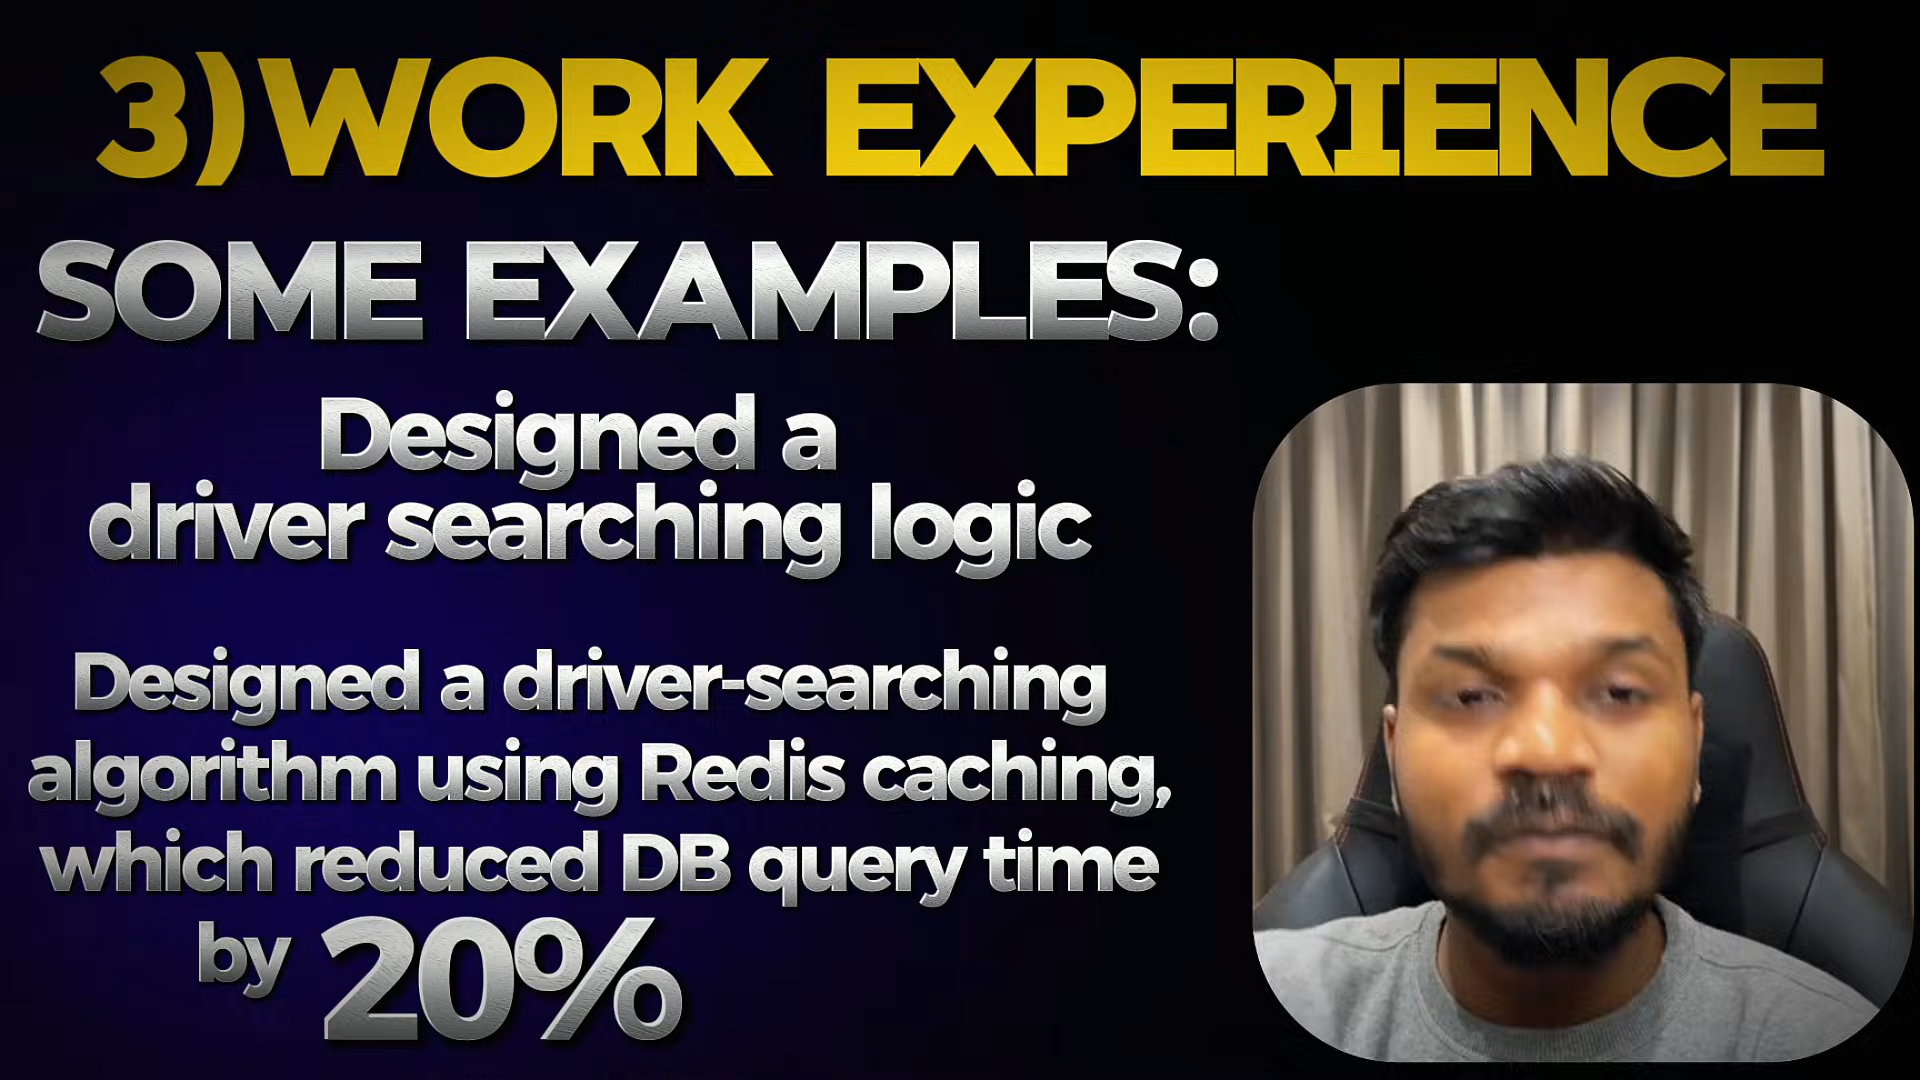 3)WORK EXPERIENCE
SOME EXAMPLES:
Designed a
driver searching logic
Designed a driver-searching
algorithm using Redis caching,
which reduced DB query time
by 20%